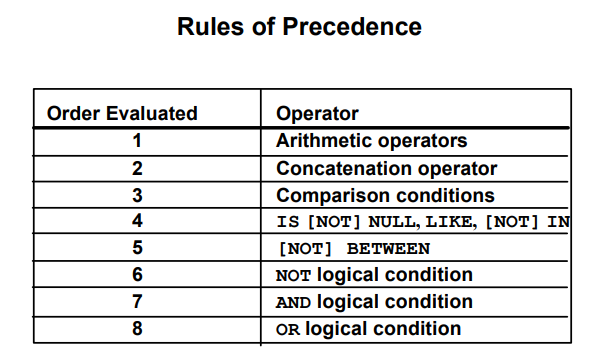 Rules of Precedence
Order Evaluated Operator
1 Arithmetic operators
2 Concatenation operator
3 Comparison conditions
4 IS [NOT] NULL, LIKE, [NOT] IN
5 [NOT] BETWEEN
6 NOT logical condition
7 AND logical condition
8 OR logical condition